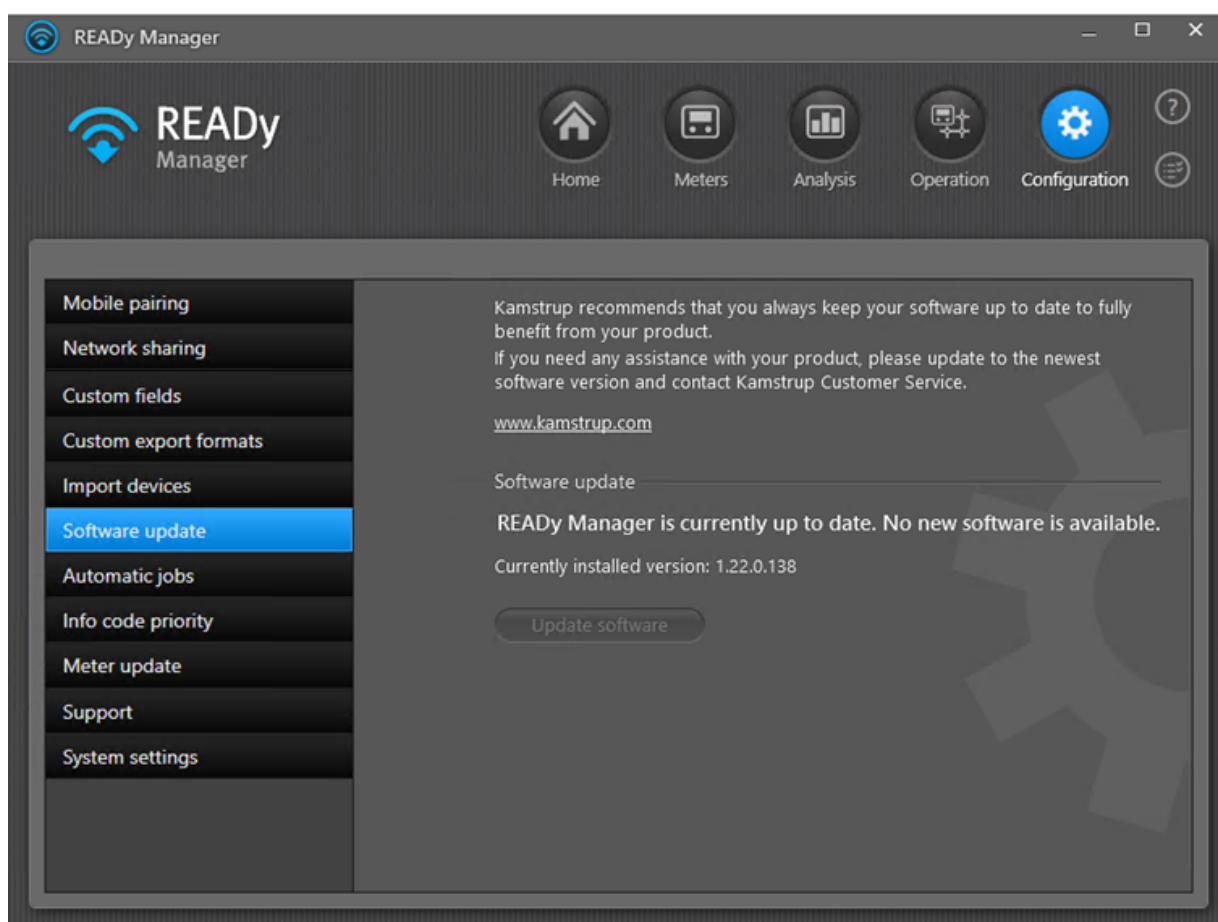 READy Manager
READy
Manager
Home
Meters
Analysis
Operation
Configuration
?
Mobile pairing
Network sharing
Custom fields
Custom export formats
Import devices
Software update
Automatic jobs
Info code priority
Meter update
Support
System settings
Kamstrup recommends that you always keep your software up to date to fully
benefit from your product.
If you need any assistance with your product, please update to the newest
software version and contact Kamstrup Customer Service.
www.kamstrup.com
Software update
READy Manager is currently up to date. No new software is available.
Currently installed version: 1.22.0.138
Update software